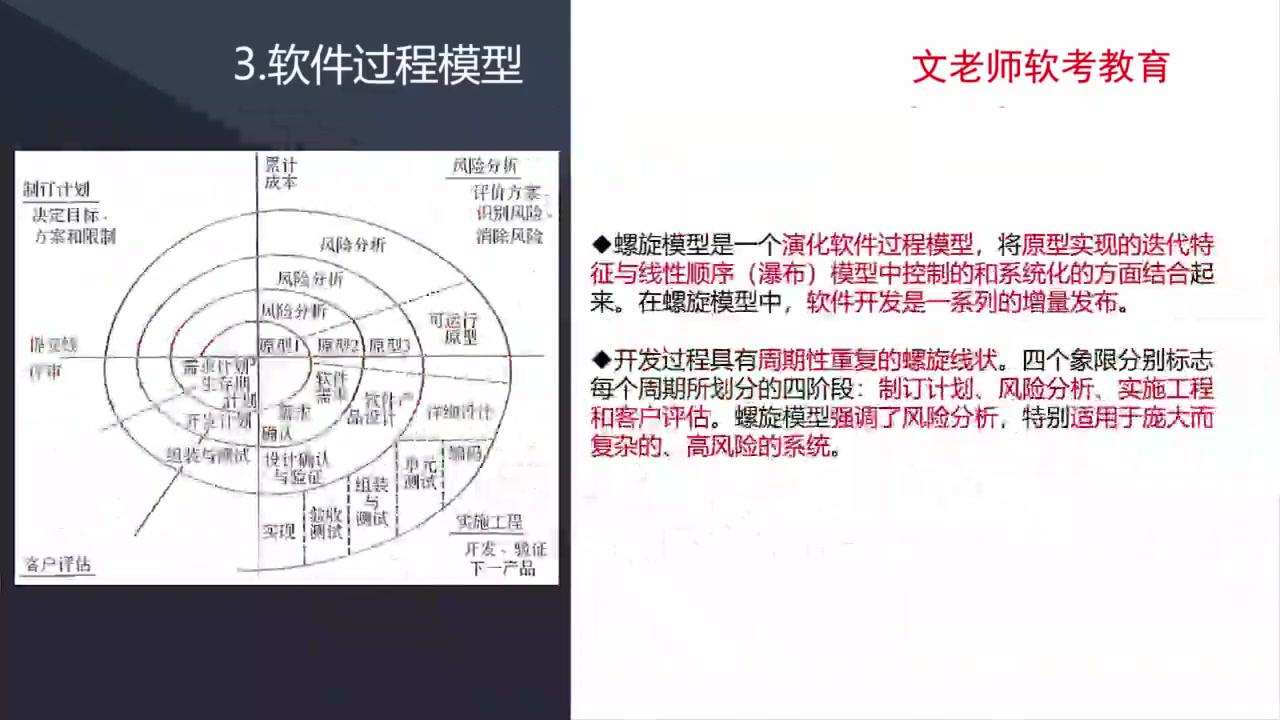 3.软件过程模型
文老师软考教育
累计
成本
风险分析
制订计划
评价方案、
决定目标、
识别风险、
方案和限制
消除风险
风险分析
风险分析
风险分析
可运行
原型
原型1
原型2
原型3
评审
需求计划
生存期
计划
软件
需求
软件产
品设计
详细设计
开发计划
需求
确认
组装与测试
设计确认
与验证
单元
测试
编码
组装
与
测试
实现
验收
测试
实施工程
开发、验证
下一产品
客户评估
◆螺旋模型是一个演化软件过程模型，将原型实现的迭代特
征与线性顺序（瀑布）模型中控制的和系统化的方面结合起
来。在螺旋模型中，软件开发是一系列的增量发布。
◆开发过程具有周期性重复的螺旋线状。四个象限分别标志
每个周期所划分的四阶段：制订计划、风险分析、实施工程
和客户评估。螺旋模型强调了风险分析，特别适用于庞大而
复杂的、高风险的系统。